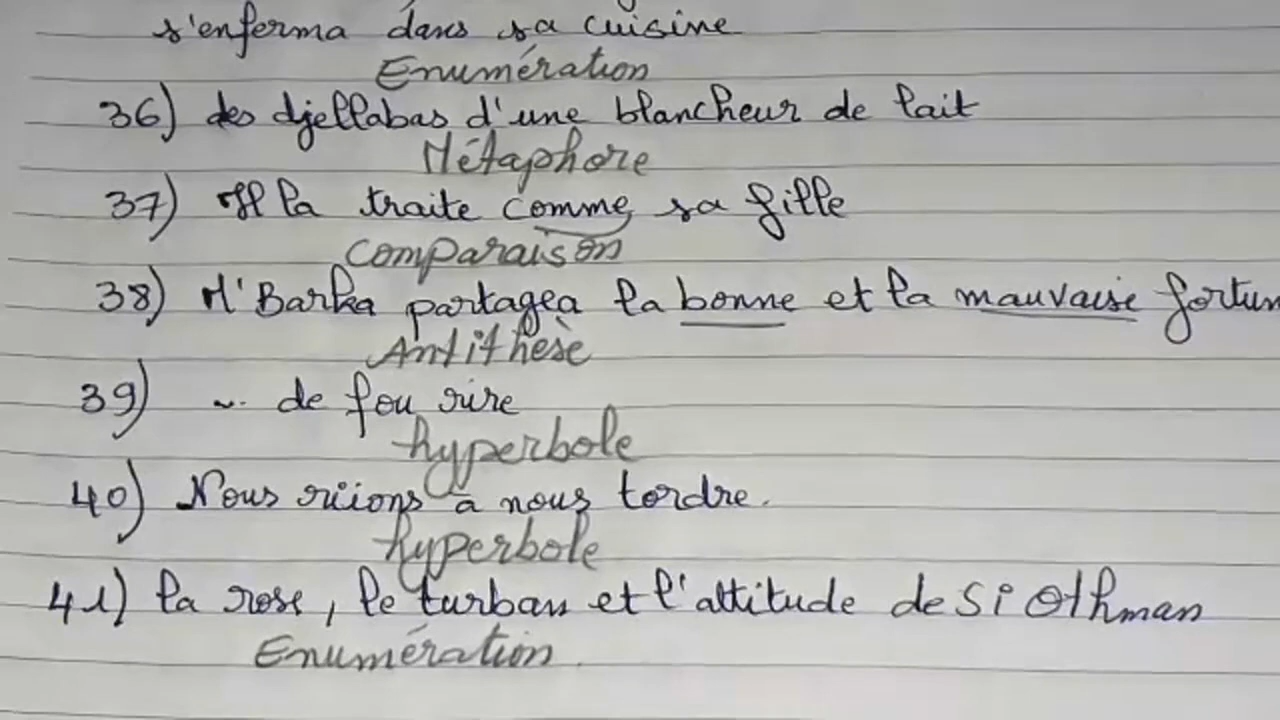 s'enferma dans sa cuisine
Enumération
36) des djellabas d'une blancheur de lait
Métaphore
37) Il la traite comme sa fille
Comparaison
38) M'Barka partagea la bonne et la mauvaise fortun
Antithèse
39) ... de fou rire
hyperbole
40) Nous riions à nous tordre.
hyperbole
41) la rose, le turban et l'attitude de Si Othman
Enumération.